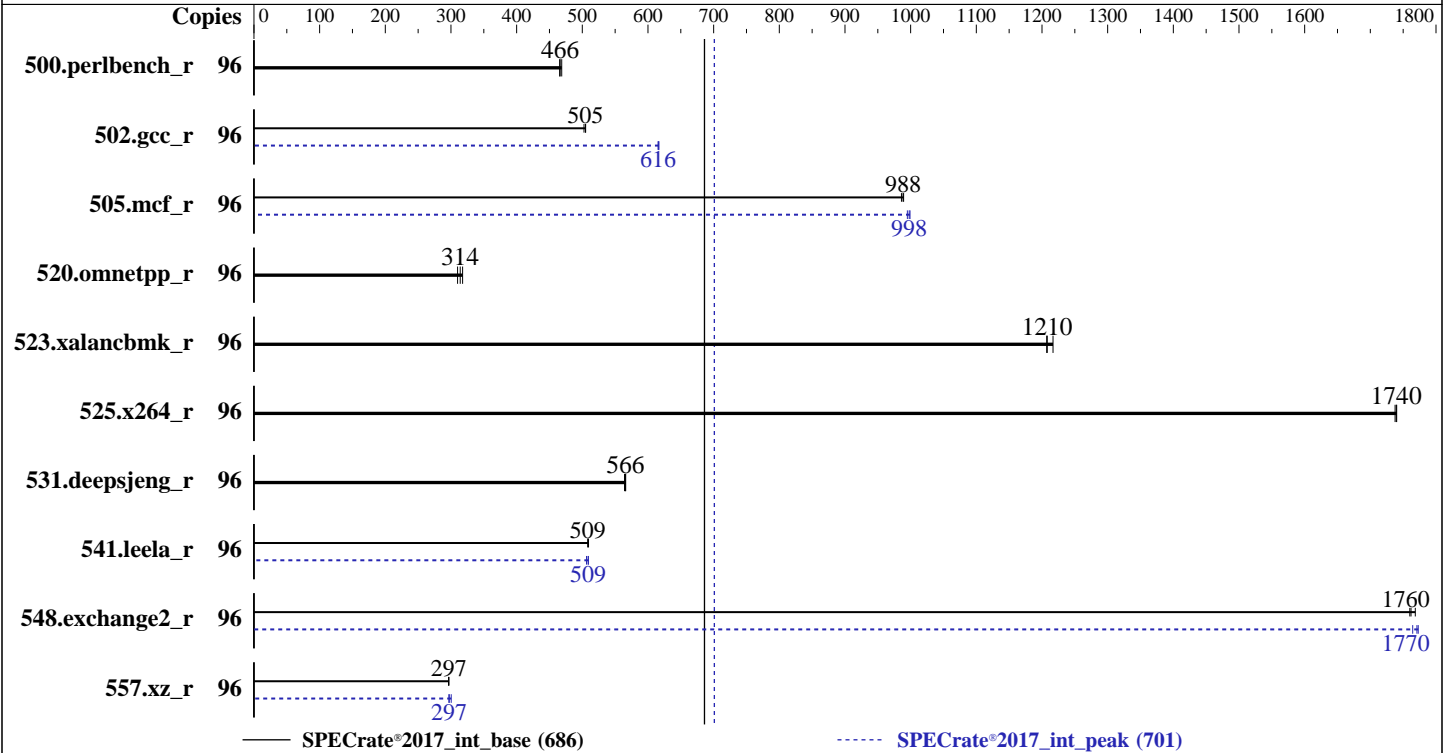 Copies 0 100 200 300 400 500 600 700 800 900 1000 1100 1200 1300 1400 1500 1600 1800
500.perlbench_r 96 466
502.gcc_r 96 505
616
505.mcf_r 96 988
998
520.omnetpp_r 96 314
523.xalancbmk_r 96 1210
525.x264_r 96 1740
531.deepsjeng_r 96 566
541.leela_r 96 509
509
548.exchange2_r 96 1760
1770
557.xz_r 96 297
297
SPECrate®2017_int_base (686) SPECrate®2017_int_peak (701)